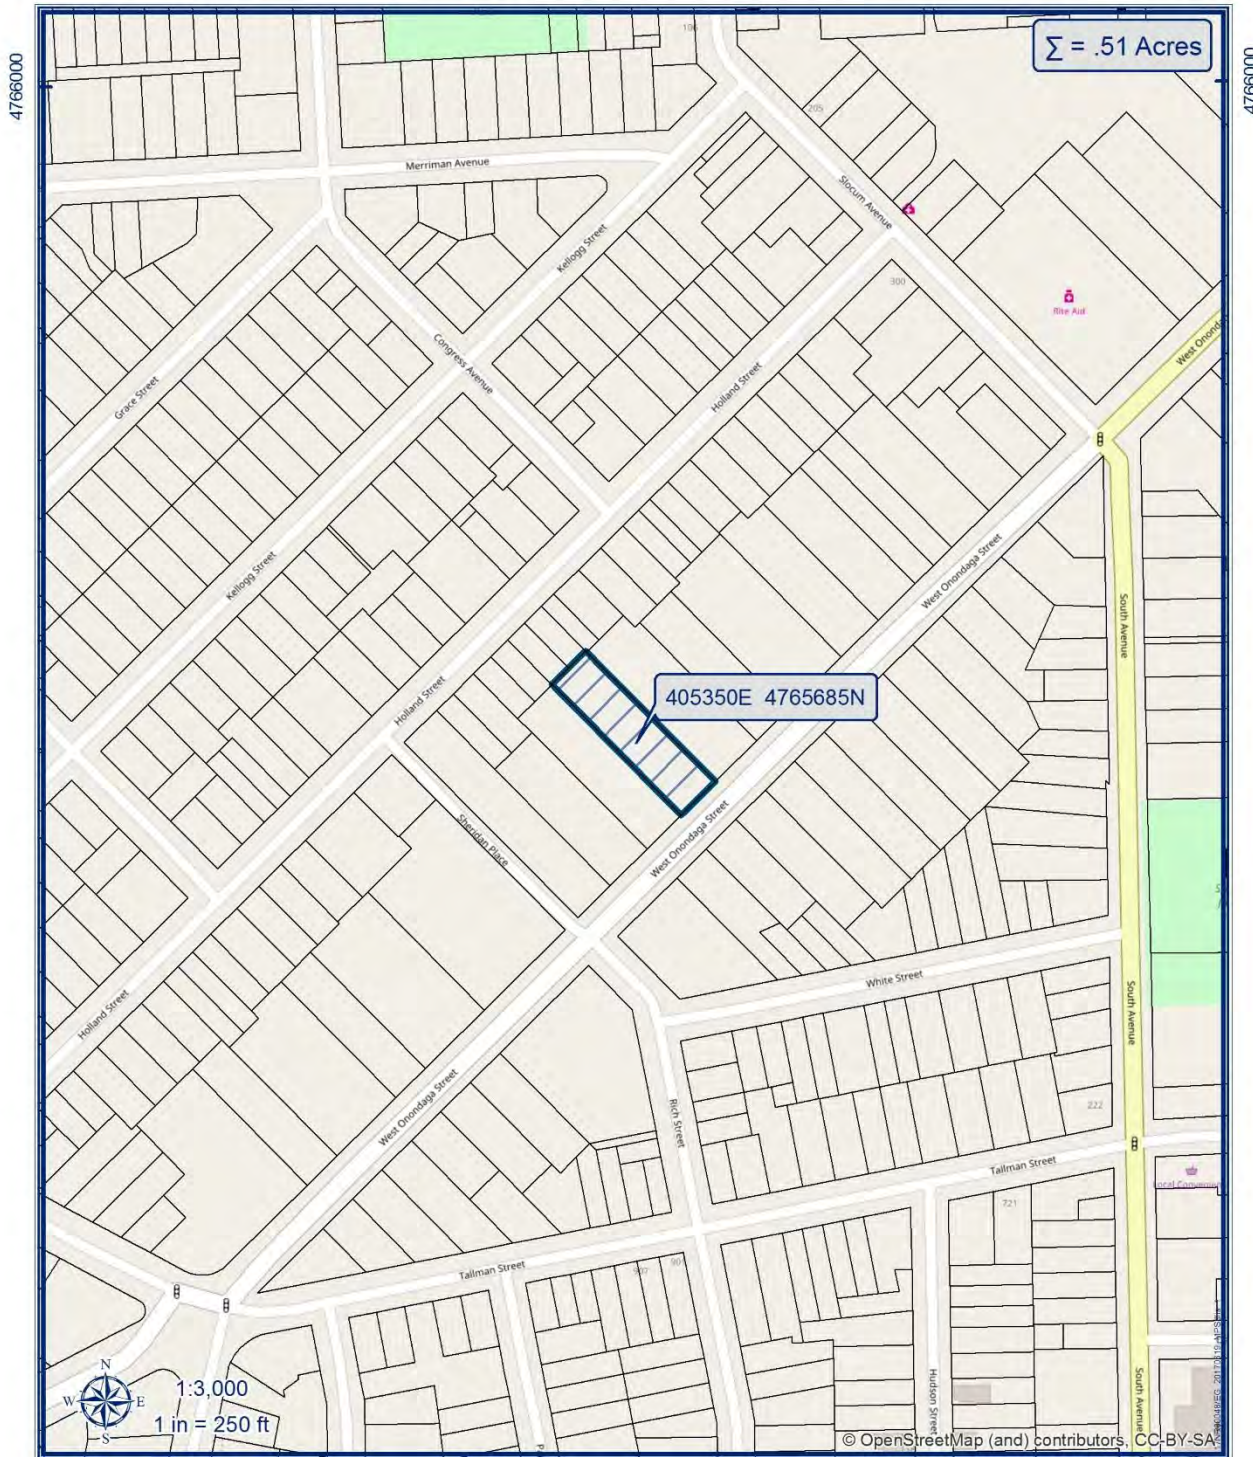 4766000
4766000
Σ = .51 Acres
106
205
Merriman Avenue
Slocum Avenue
Kellogg Street
300
Rite Aid
West Ononda
Congress Avenue
Grace Street
Holland Street
Kellogg Street
West Onondaga Street
South Avenue
Holland Street
405350E 4765685N
Sheridan Place
West Onondaga Street
White Street
Holland Street
South Avenue
West Onondaga Street
Rich Street
222
Tallman Street
Local Convenien
721
Tallman Street
N
W E
S
1:3,000
1 in = 250 ft
Hudson Street
South Avenue
© OpenStreetMap (and) contributors, CC-BY-SA